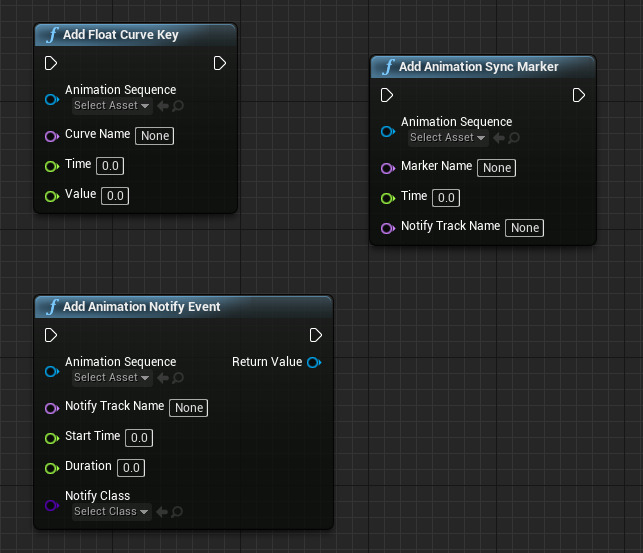 Add Float Curve Key
Animation Sequence
Select Asset
Curve Name None
Time 0.0
Value 0.0
Add Animation Sync Marker
Animation Sequence
Select Asset
Marker Name None
Time 0.0
Notify Track Name None
Add Animation Notify Event
Animation Sequence Return Value
Select Asset
Notify Track Name None
Start Time 0.0
Duration 0.0
Notify Class
Select Class